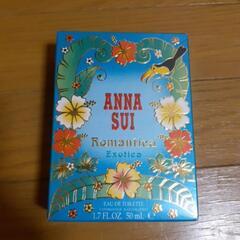 ANNA
SUI
Romantica
Exotica
EAU DE TOILETTE
1.7 FL.OZ. 50 mL ℮